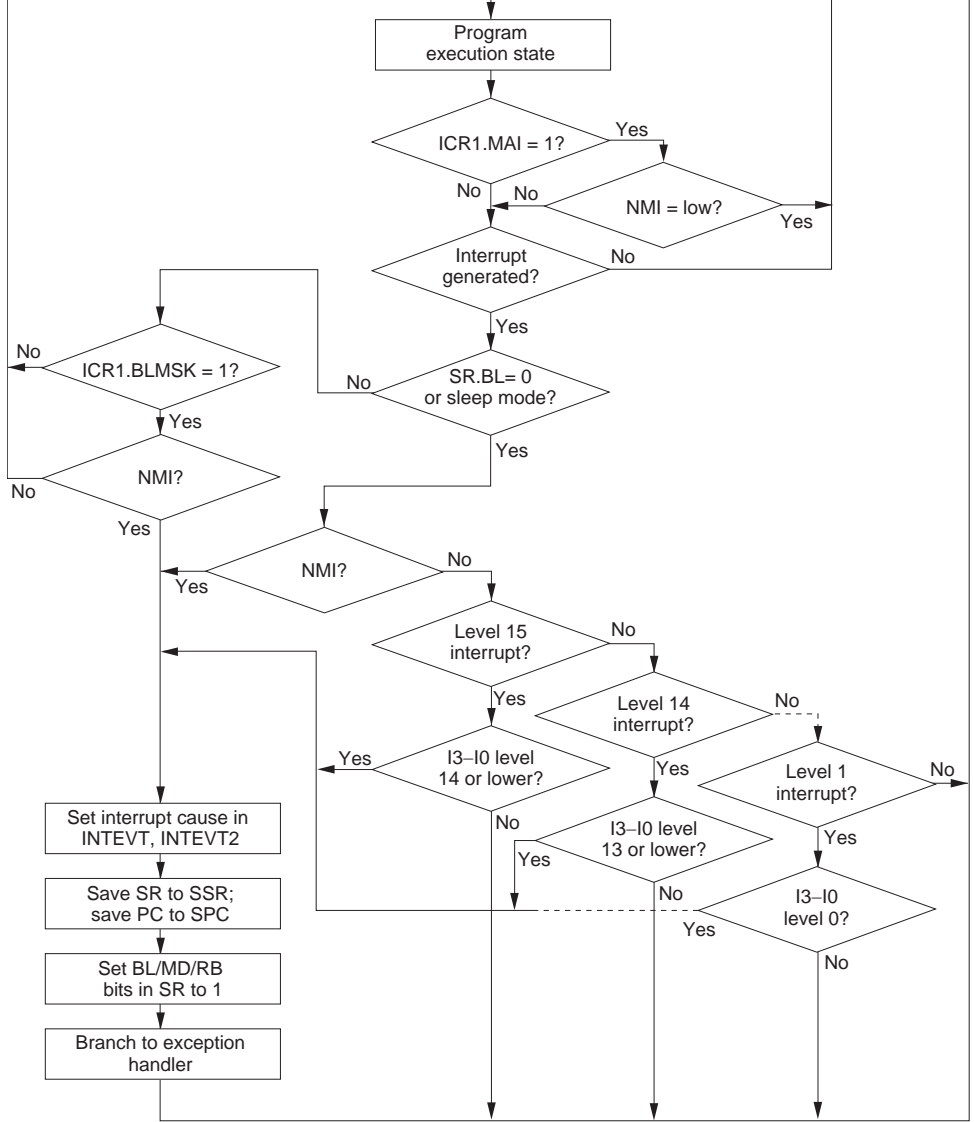 Program
execution state
ICR1.MAI = 1?
Yes
No
No
NMI = low?
Yes
Interrupt
generated?
No
Yes
ICR1.BLMSK = 1?
No
Yes
SR.BL= 0
or sleep mode?
No
Yes
NMI?
No
Yes
NMI?
Yes
No
Level 15
interrupt?
No
Yes
Level 14
interrupt?
No
Yes
I3–I0 level
14 or lower?
Yes
No
Level 1
interrupt?
No
Yes
I3–I0 level
13 or lower?
Yes
No
I3–I0
level 0?
Yes
No
Set interrupt cause in
INTEVT, INTEVT2
Save SR to SSR;
save PC to SPC
Set BL/MD/RB
bits in SR to 1
Branch to exception
handler